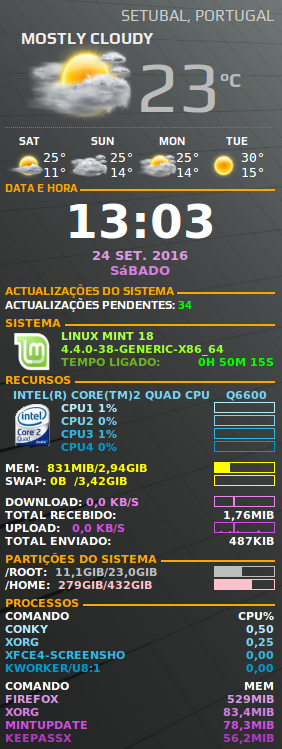 SETUBAL, PORTUGAL
MOSTLY CLOUDY
23°C
SAT SUN MON TUE
25° 25° 25° 30°
11° 14° 14° 15°
DATA E HORA
13:03
24 SET. 2016
SáBADO
ACTUALIZAÇÕES DO SISTEMA
ACTUALIZAÇÕES PENDENTES: 34
SISTEMA
LINUX MINT 18
4.4.0-38-GENERIC-X86_64
TEMPO LIGADO: 0H 50M 15S
RECURSOS
INTEL(R) CORE(TM)2 QUAD CPU Q6600
intel
Core 2
Quad
CPU1 1%
CPU2 0%
CPU3 1%
CPU4 0%
MEM: 831MIB/2,94GIB
SWAP: 0B /3,42GIB
DOWNLOAD: 0,0 KB/S
TOTAL RECEBIDO: 1,76MIB
UPLOAD: 0,0 KB/S
TOTAL ENVIADO: 487KIB
PARTIÇÕES DO SISTEMA
/ROOT: 11,1GIB/23,0GIB
/HOME: 279GIB/432GIB
PROCESSOS
COMANDO CPU%
CONKY 0,50
XORG 0,25
XFCE4-SCREENSHO 0,00
KWORKER/U8:1 0,00
COMANDO MEM
FIREFOX 529MIB
XORG 83,4MIB
MINTUPDATE 78,3MIB
KEEPASSX 56,2MIB